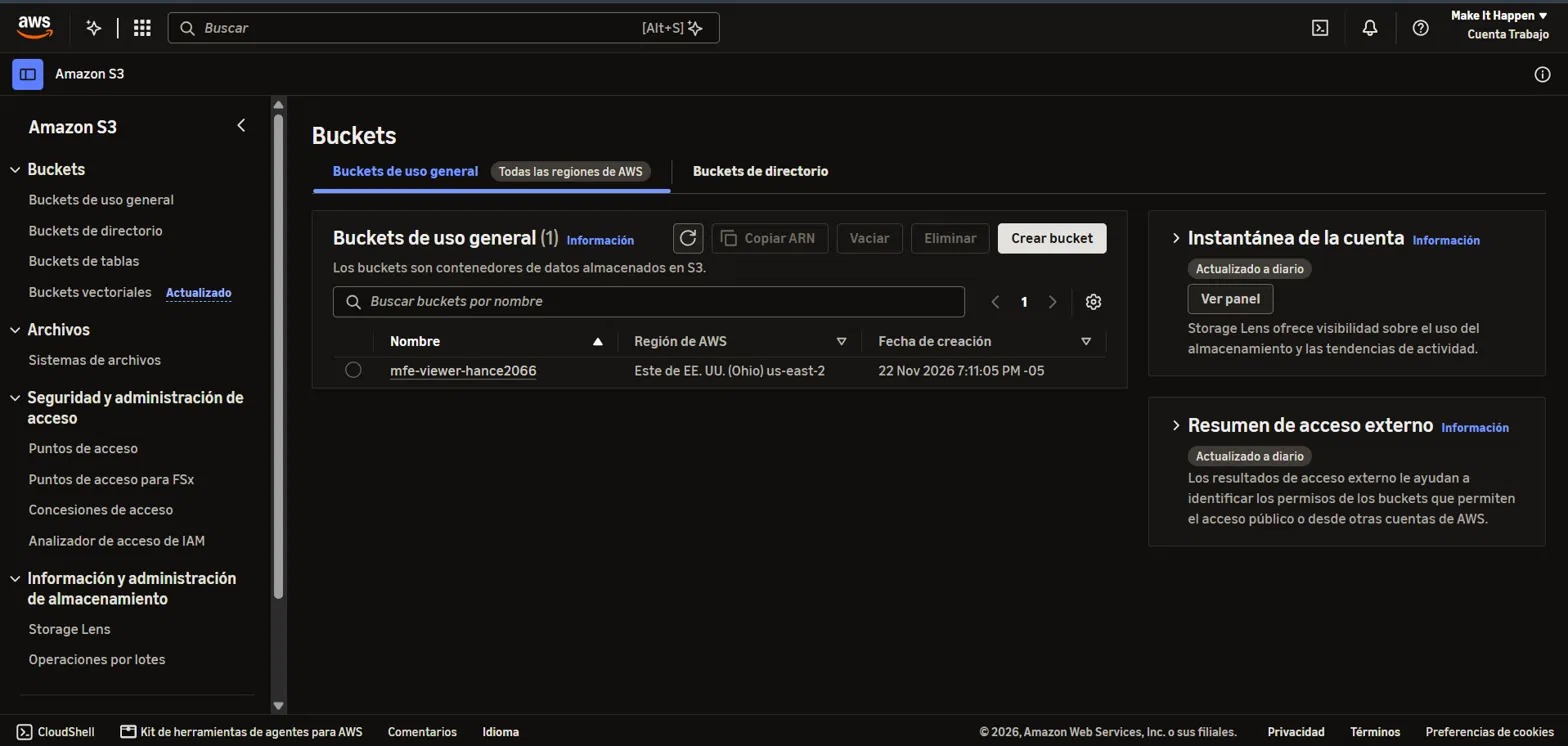 aws
Buscar [Alt+S]
Make It Happen ▼
Cuenta Trabajo
Amazon S3
Amazon S3
Buckets
Buckets de uso general
Buckets de directorio
Buckets de tablas
Buckets vectoriales Actualizado
Archivos
Sistemas de archivos
Seguridad y administración de
acceso
Puntos de acceso
Puntos de acceso para FSx
Concesiones de acceso
Analizador de acceso de IAM
Información y administración
de almacenamiento
Storage Lens
Operaciones por lotes
Buckets
Buckets de uso general Todas las regiones de AWS Buckets de directorio
Buckets de uso general (1) Información Copiar ARN Vaciar Eliminar Crear bucket
Los buckets son contenedores de datos almacenados en S3.
Buscar buckets por nombre 1
Nombre Región de AWS Fecha de creación
mfe-viewer-hance2066 Este de EE. UU. (Ohio) us-east-2 22 Nov 2026 7:11:05 PM -05
Instantánea de la cuenta Información
Actualizado a diario
Ver panel
Storage Lens ofrece visibilidad sobre el uso del
almacenamiento y las tendencias de actividad.
Resumen de acceso externo Información
Actualizado a diario
Los resultados de acceso externo le ayudan a
identificar los permisos de los buckets que permiten
el acceso público o desde otras cuentas de AWS.
CloudShell Kit de herramientas de agentes para AWS Comentarios Idioma © 2026, Amazon Web Services, Inc. o sus filiales. Privacidad Términos Preferencias de cookies